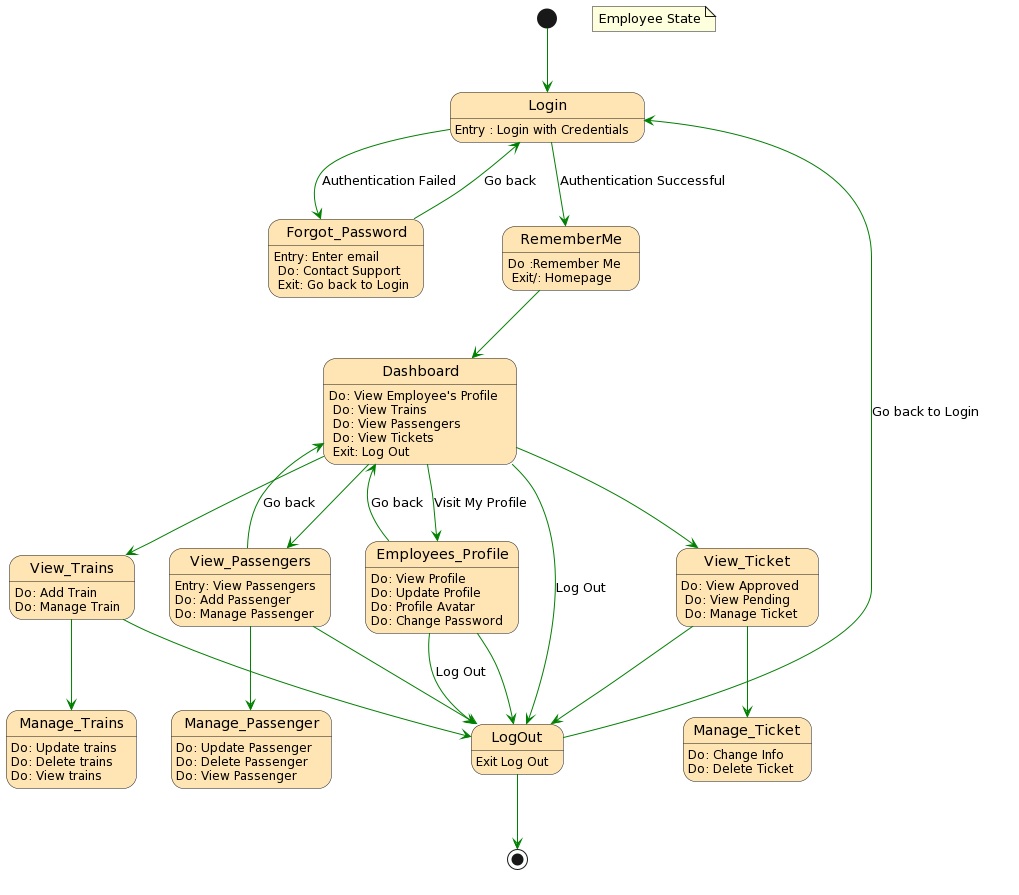 Employee State
Login
Entry : Login with Credentials
Authentication Failed
Go back
Authentication Successful
Forgot_Password
Entry: Enter email
Do: Contact Support
Exit: Go back to Login
RememberMe
Do :Remember Me
Exit/: Homepage
Dashboard
Do: View Employee's Profile
Do: View Trains
Do: View Passengers
Do: View Tickets
Exit: Log Out
Go back to Login
Go back
Go back
Visit My Profile
View_Trains
Do: Add Train
Do: Manage Train
View_Passengers
Entry: View Passengers
Do: Add Passenger
Do: Manage Passenger
Employees_Profile
Do: View Profile
Do: Update Profile
Do: Profile Avatar
Do: Change Password
Log Out
View_Ticket
Do: View Approved
Do: View Pending
Do: Manage Ticket
Log Out
Manage_Trains
Do: Update trains
Do: Delete trains
Do: View trains
Manage_Passenger
Do: Update Passenger
Do: Delete Passenger
Do: View Passenger
LogOut
Exit Log Out
Manage_Ticket
Do: Change Info
Do: Delete Ticket